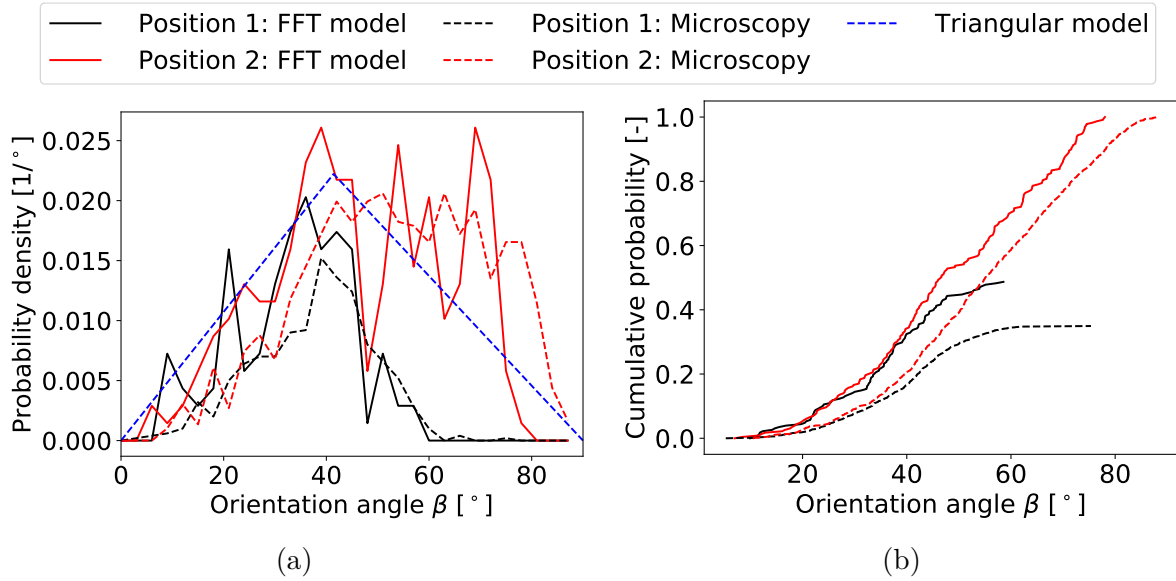 Position 1: FFT model Position 1: Microscopy Triangular model
Position 2: FFT model Position 2: Microscopy
Probability density [1/°]
0.025
0.020
0.015
0.010
0.005
0.000
0 20 40 60 80
Orientation angle β [°]
(a)
Cumulative probability [-]
1.0
0.8
0.6
0.4
0.2
0.0
20 40 60 80
Orientation angle β [°]
(b)